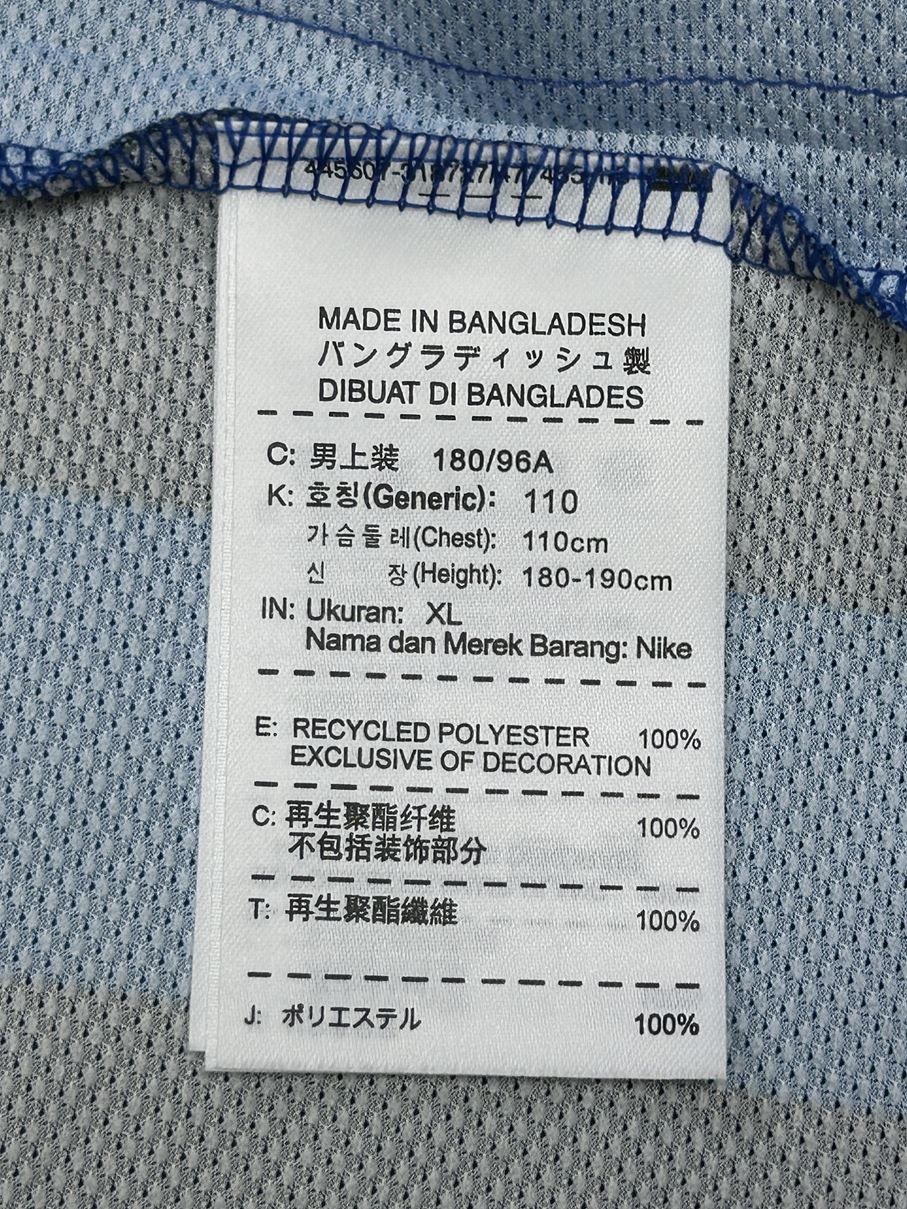 MADE IN BANGLADESH
バングラディッシュ製
DIBUAT DI BANGLADES
C: 男上装 180/96A
K: 호칭(Generic): 110
가슴둘레(Chest): 110cm
신 장(Height): 180-190cm
IN: Ukuran: XL
Nama dan Merek Barang: Nike
E: RECYCLED POLYESTER 100%
EXCLUSIVE OF DECORATION
C: 再生聚酯纤维 100%
不包括装饰部分
T: 再生聚酯纖維 100%
J: ポリエステル 100%